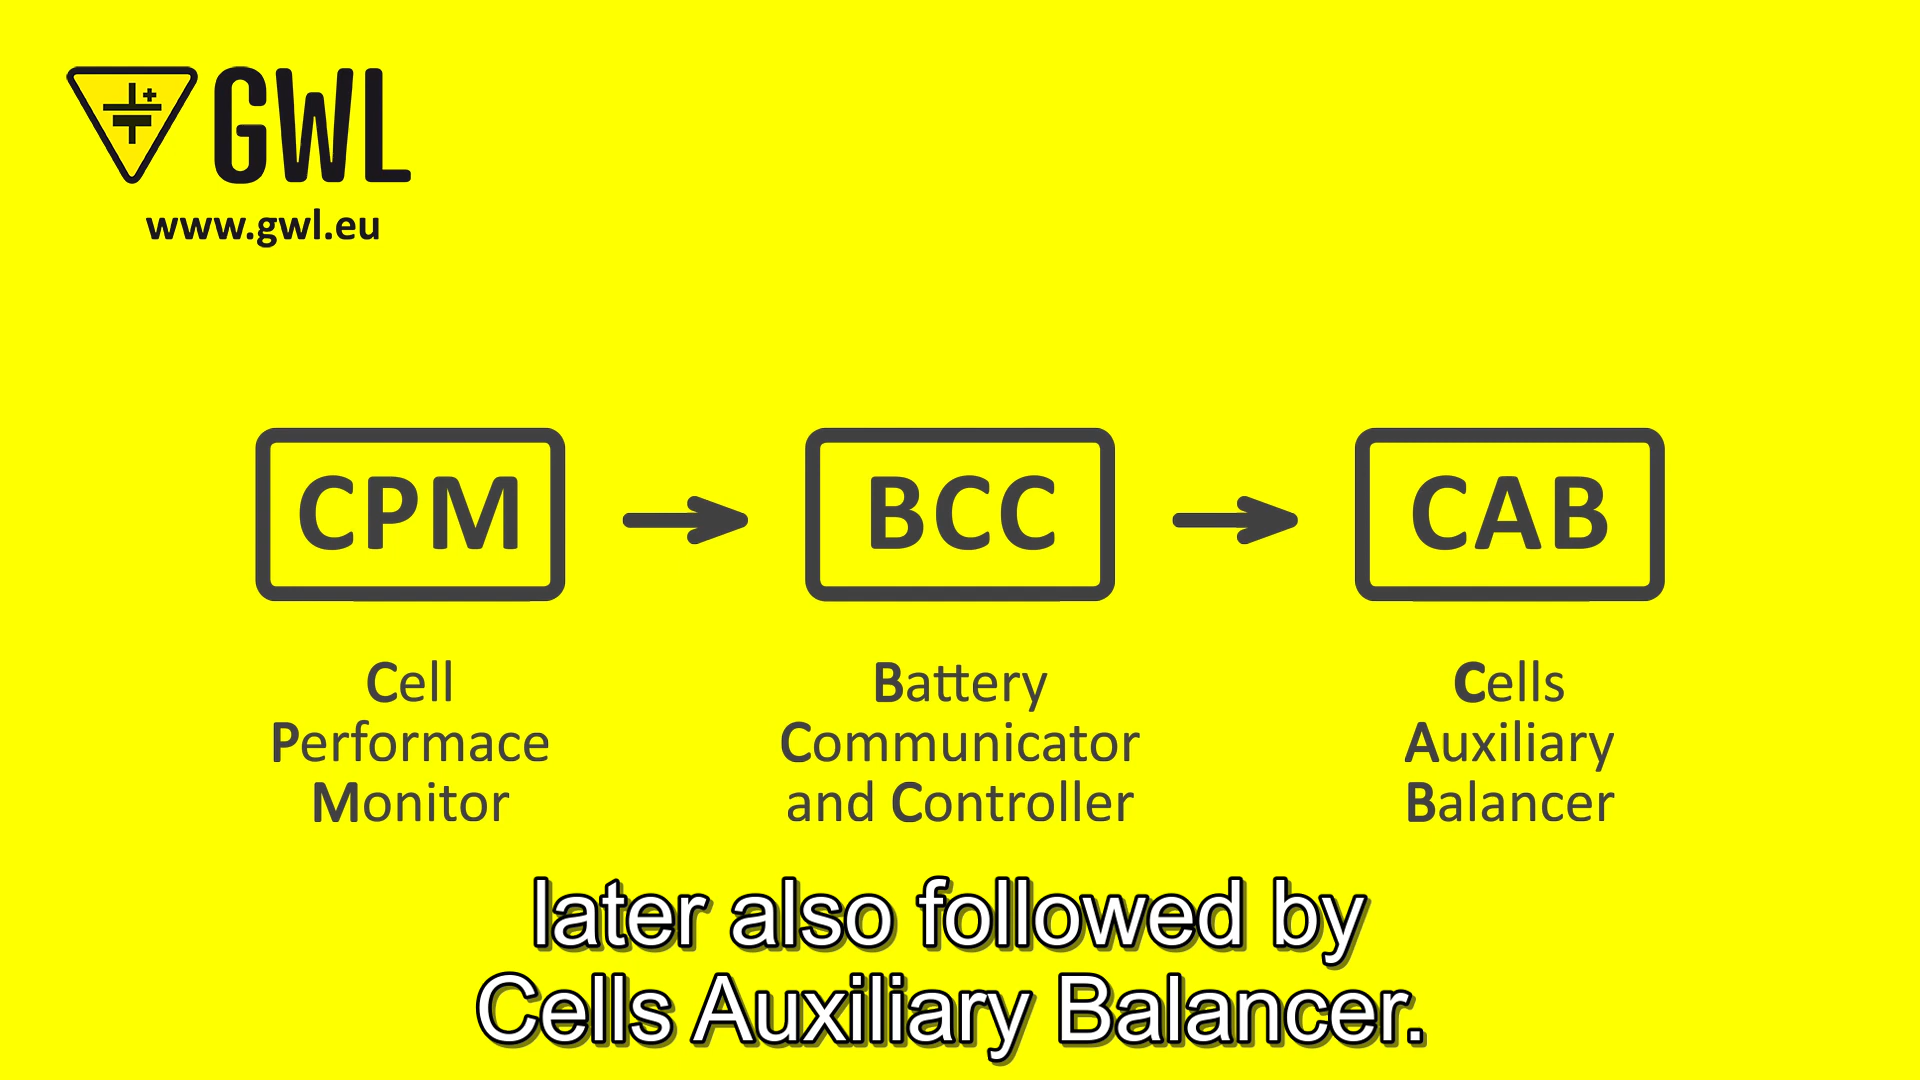 GWL
www.gwl.eu
CPM
BCC
CAB
Cell
Performace
Monitor
Battery
Communicator
and Controller
Cells
Auxiliary
Balancer
later also followed by
Cells Auxiliary Balancer.